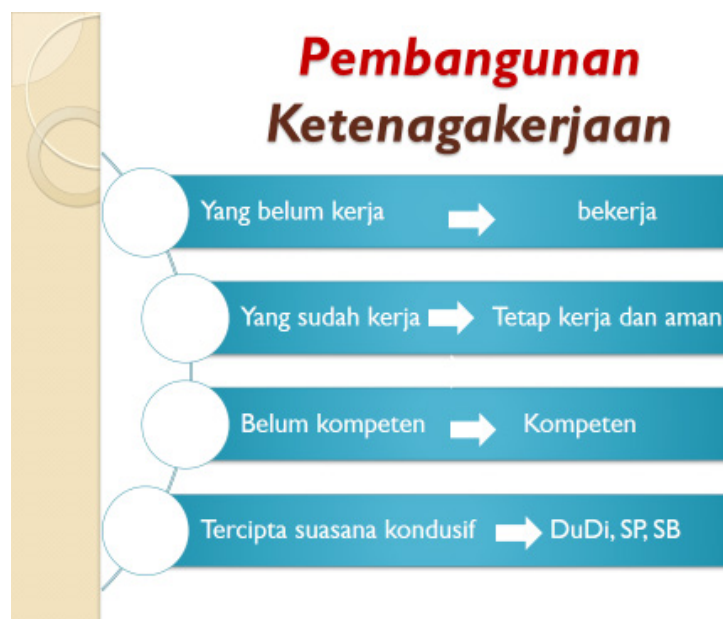 Pembangunan
Ketenagakerjaan
Yang belum kerja bekerja
Yang sudah kerja Tetap kerja dan aman
Belum kompeten Kompeten
Tercipta suasana kondusif DuDi, SP, SB